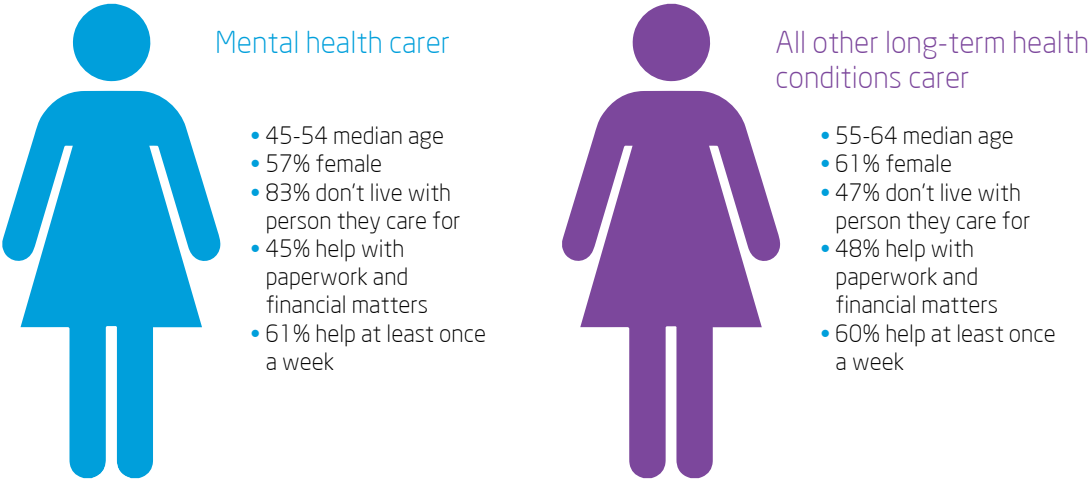 Mental health carer
• 45-54 median age
• 57% female
• 83% don't live with
person they care for
• 45% help with
paperwork and
financial matters
• 61% help at least once
a week
All other long-term health
conditions carer
• 55-64 median age
• 61% female
• 47% don't live with
person they care for
• 48% help with
paperwork and
financial matters
• 60% help at least once
a week